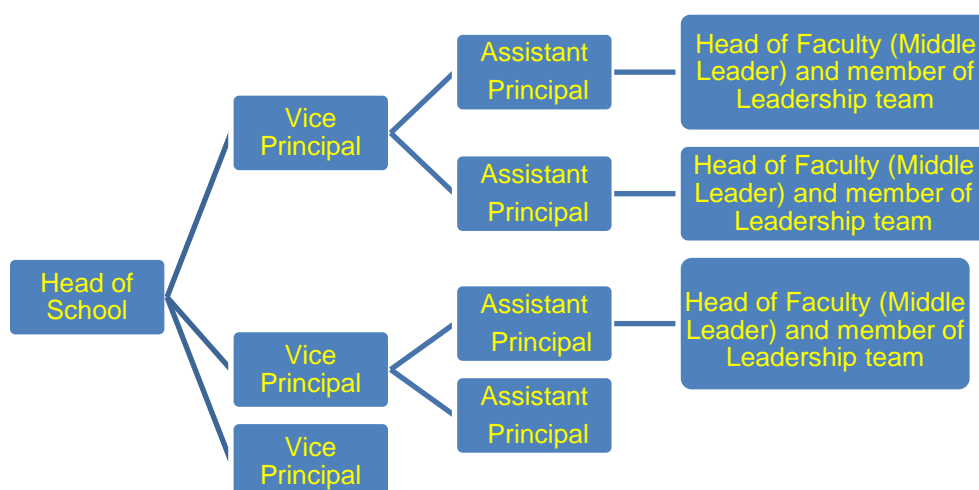 Head of
School
Vice
Principal
Assistant
Principal
Head of Faculty (Middle
Leader) and member of
Leadership team
Assistant
Principal
Head of Faculty (Middle
Leader) and member of
Leadership team
Vice
Principal
Assistant
Principal
Head of Faculty (Middle
Leader) and member of
Leadership team
Assistant
Principal
Vice
Principal